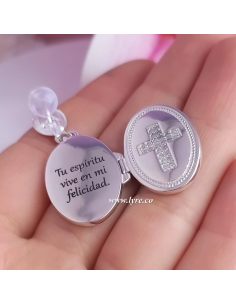 Tu espíritu
vive en mi
felicidad.
www.lyre.co